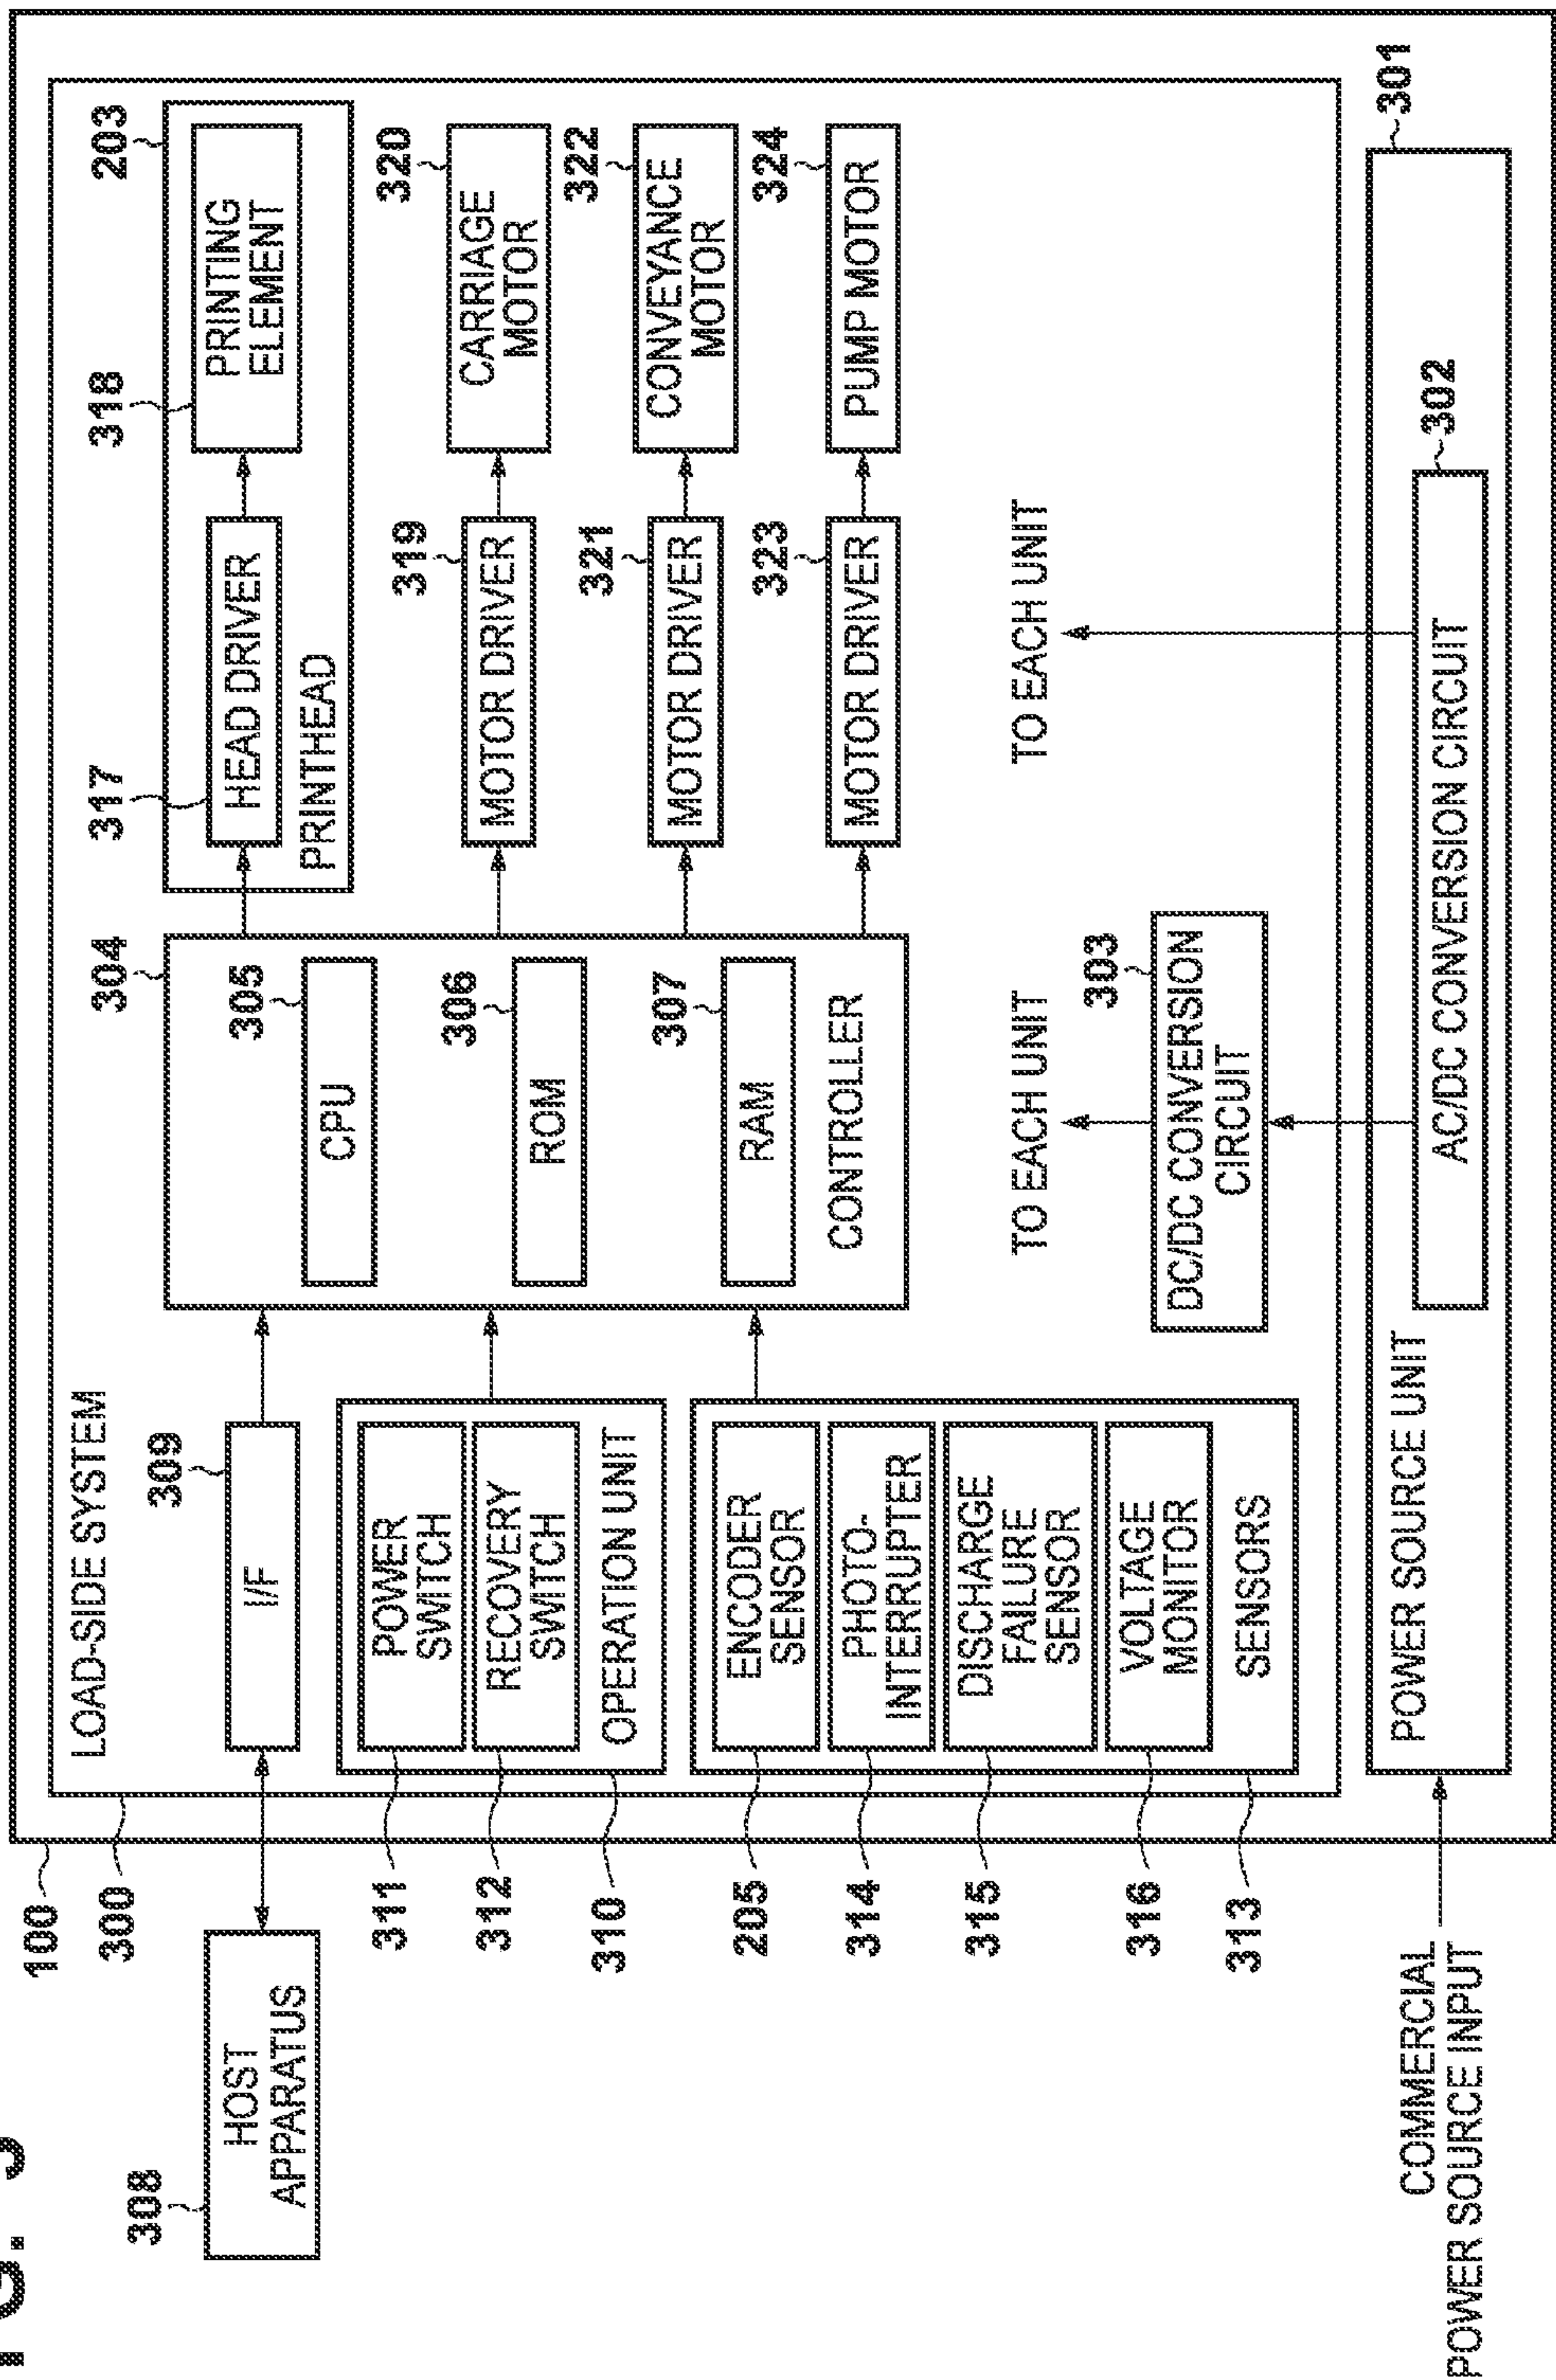 FIG. 3
100
300
LOAD-SIDE SYSTEM
308
HOST
APPARATUS
309
I/F
311
POWER
SWITCH
312
RECOVERY
SWITCH
310
OPERATION UNIT
205
ENCODER
SENSOR
314
PHOTO-
INTERRUPTER
315
DISCHARGE
FAILURE
SENSOR
316
VOLTAGE
MONITOR
313
SENSORS
304
305
CPU
306
ROM
307
RAM
CONTROLLER
317
HEAD DRIVER
318
PRINTING
ELEMENT
203
PRINTHEAD
319
MOTOR DRIVER
320
CARRIAGE
MOTOR
321
MOTOR DRIVER
322
CONVEYANCE
MOTOR
323
MOTOR DRIVER
324
PUMP MOTOR
TO EACH UNIT
TO EACH UNIT
303
DC/DC CONVERSION
CIRCUIT
301
302
AC/DC CONVERSION CIRCUIT
POWER SOURCE UNIT
COMMERCIAL
POWER SOURCE INPUT